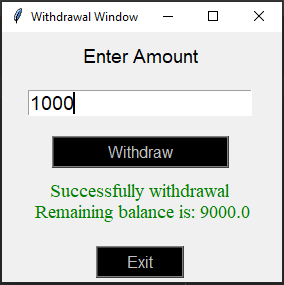 Withdrawal Window
Enter Amount
1000
Withdraw
Successfully withdrawal
Remaining balance is: 9000.0
Exit